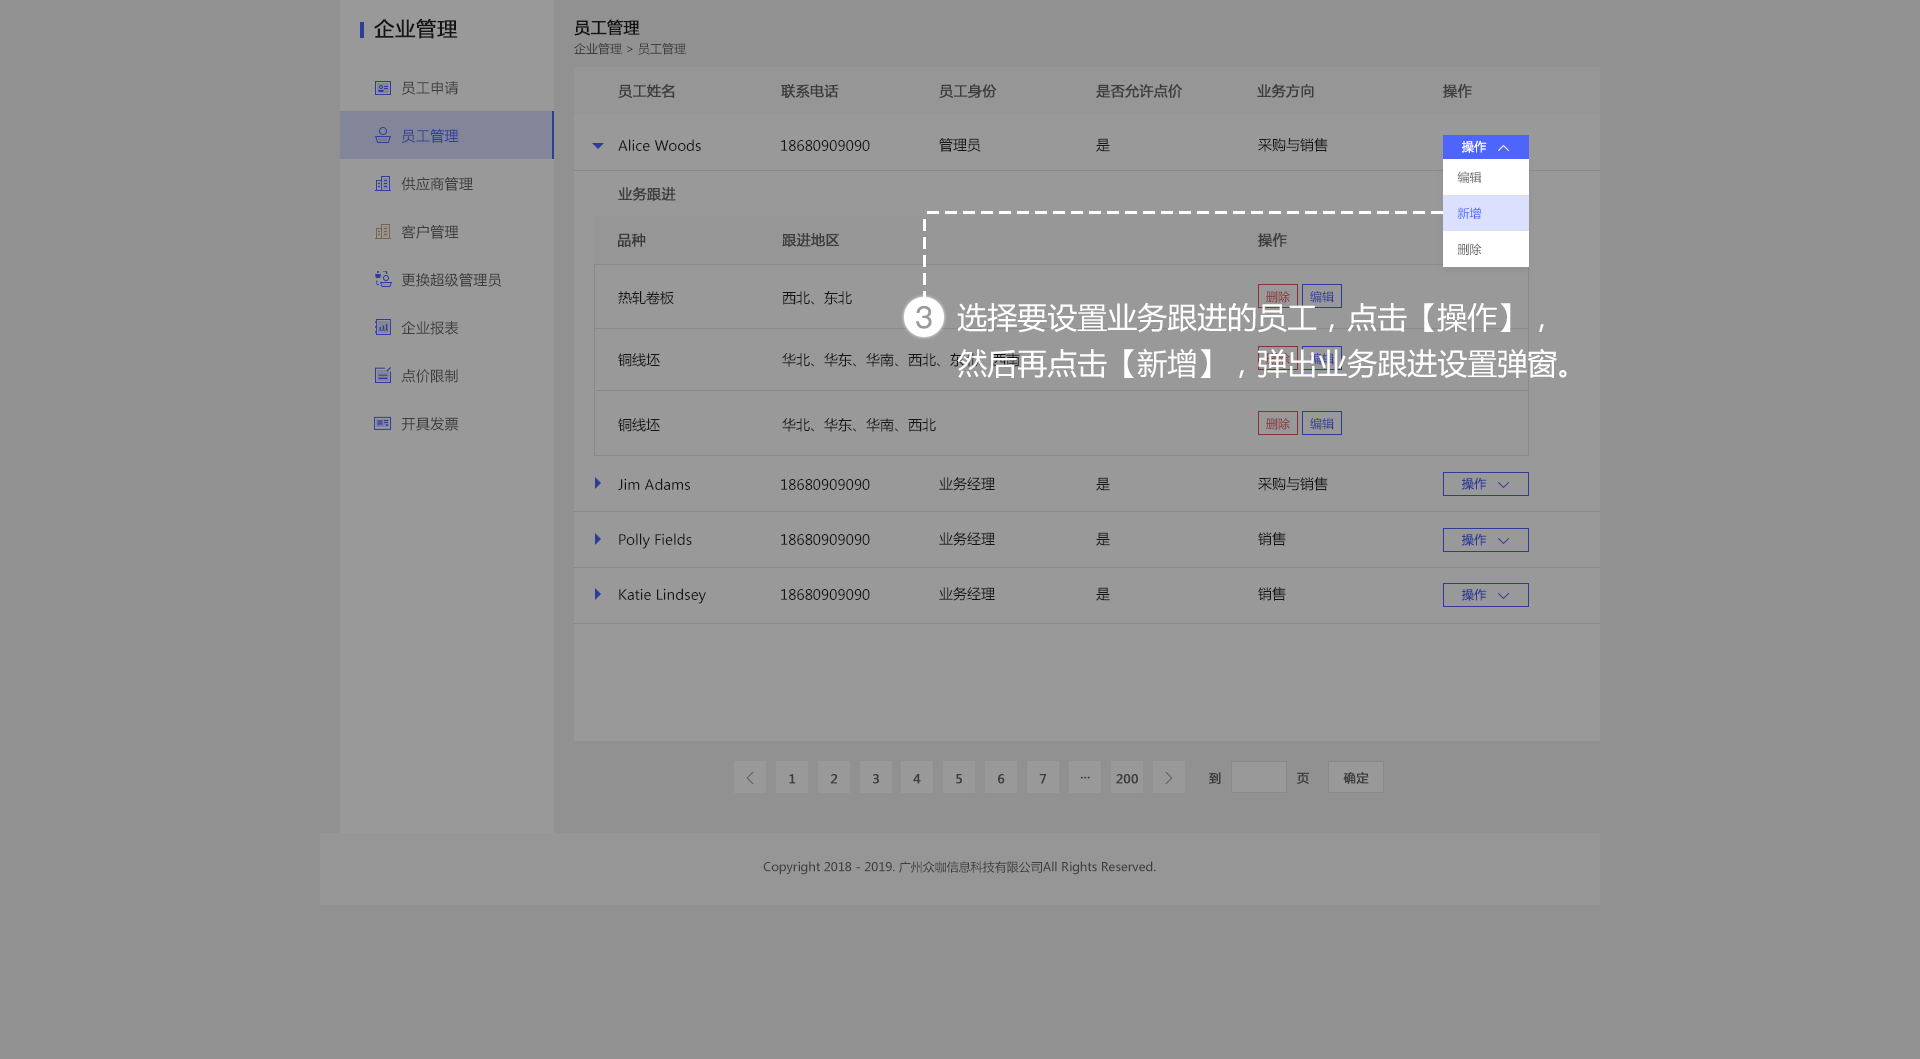 企业管理
员工申请
员工管理
供应商管理
客户管理
更换超级管理员
企业报表
点价限制
开具发票
员工管理
企业管理 > 员工管理
员工姓名 联系电话 员工身份 是否允许点价 业务方向 操作
Alice Woods 18680909090 管理员 是 采购与销售 操作
编辑
新增
删除
业务跟进
品种 跟进地区 操作
热轧卷板 西北、东北 删除 编辑
3 选择要设置业务跟进的员工，点击【操作】，
铜线坯 华北、华东、华南、西北、
然后再点击【新增】，弹出业务跟进设置弹窗。
铜线坯 华北、华东、华南、西北 删除 编辑
Jim Adams 18680909090 业务经理 是 采购与销售 操作
Polly Fields 18680909090 业务经理 是 销售 操作
Katie Lindsey 18680909090 业务经理 是 销售 操作
1 2 3 4 5 6 7 ··· 200 到 页 确定
Copyright 2018 - 2019. 广州众咖信息科技有限公司All Rights Reserved.